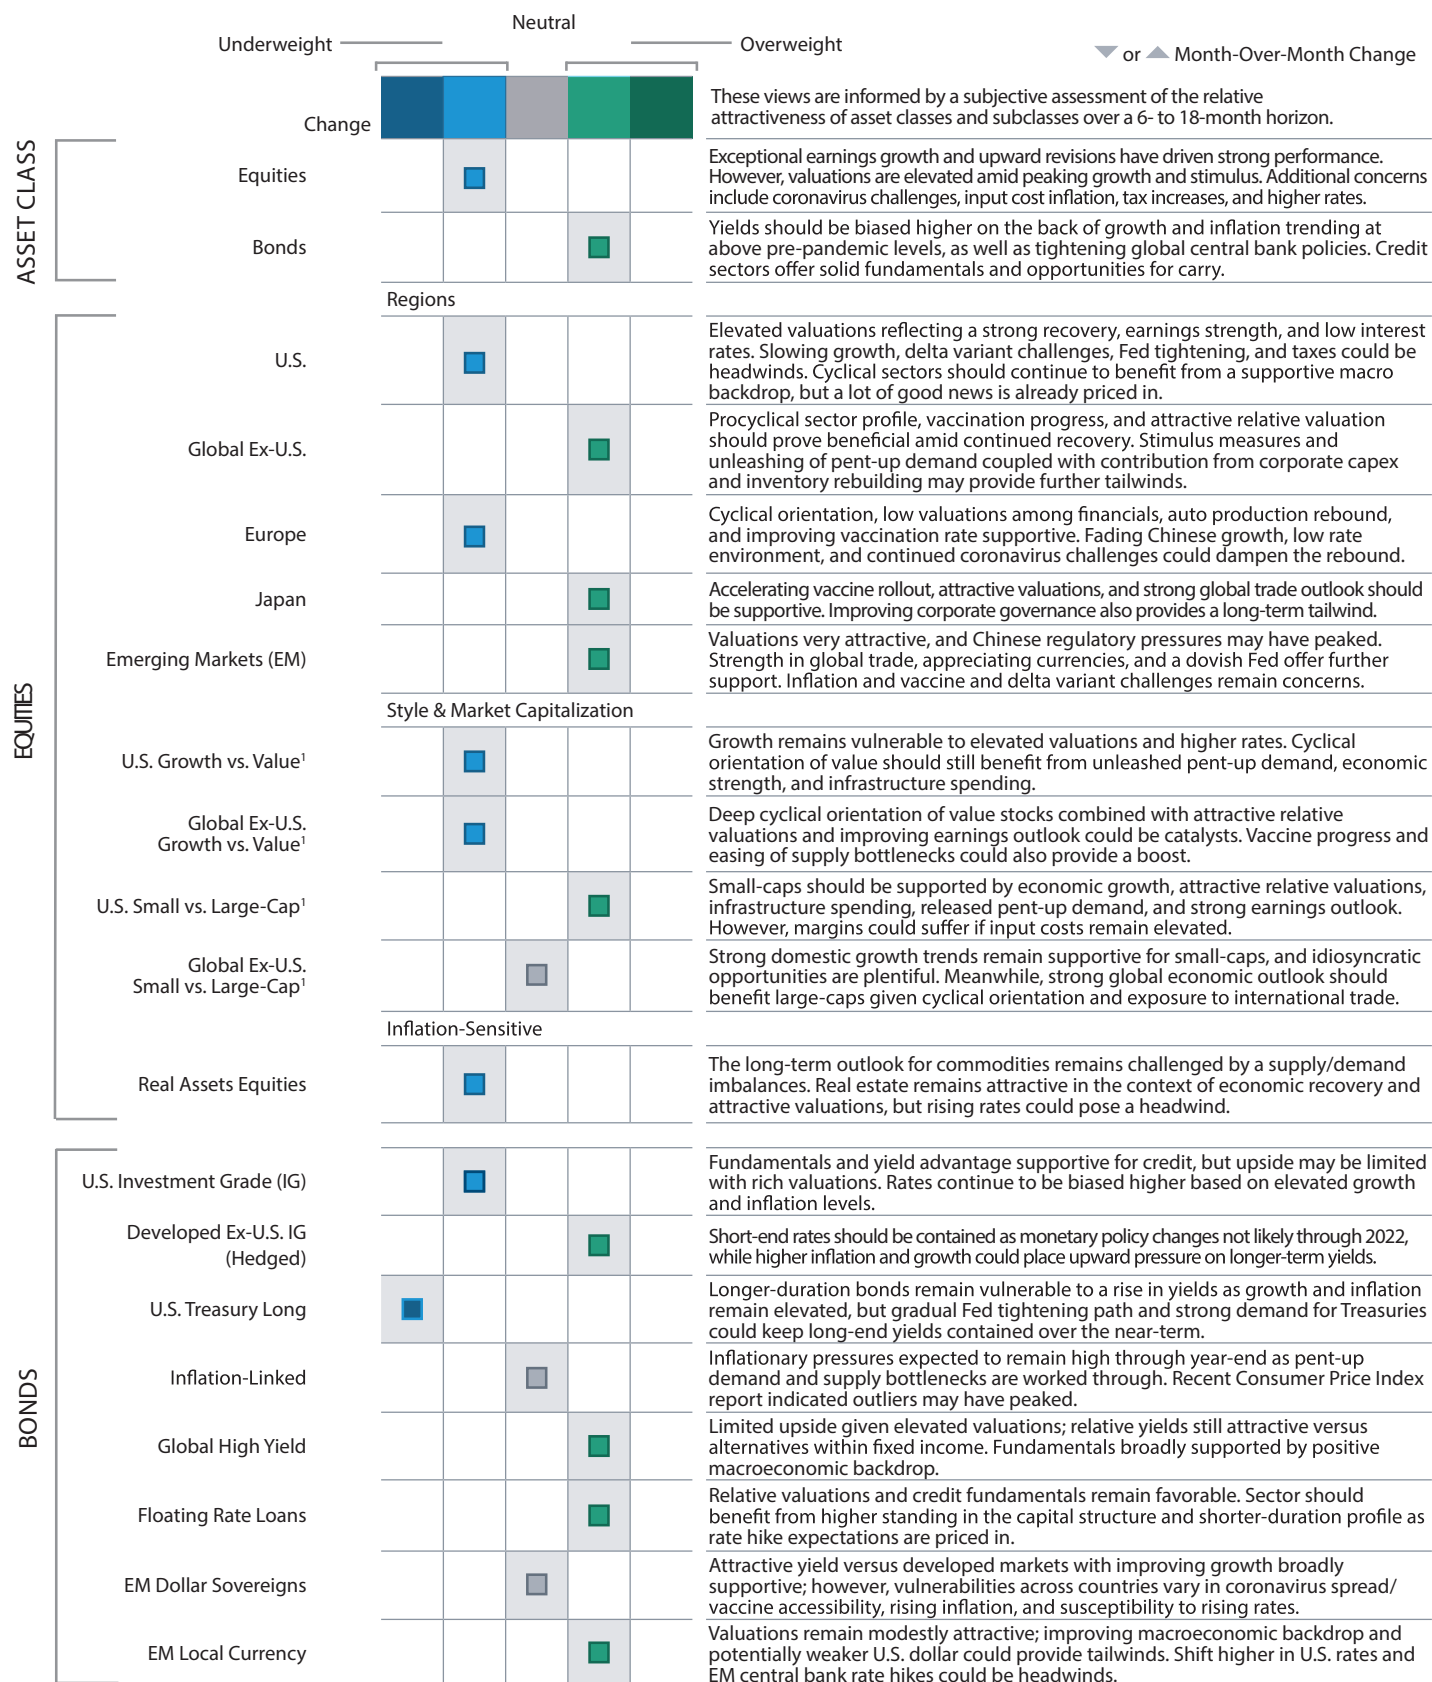 Neutral
Underweight
Overweight
or Month-Over-Month Change
Change
These views are informed by a subjective assessment of the relative
attractiveness of asset classes and subclasses over a 6- to 18-month horizon.
ASSET CLASS
Equities
Exceptional earnings growth and upward revisions have driven strong performance.
However, valuations are elevated amid peaking growth and stimulus. Additional concerns
include coronavirus challenges, input cost inflation, tax increases, and higher rates.
Bonds
Yields should be biased higher on the back of growth and inflation trending at
above pre-pandemic levels, as well as tightening global central bank policies. Credit
sectors offer solid fundamentals and opportunities for carry.
EQUITIES
Regions
U.S.
Elevated valuations reflecting a strong recovery, earnings strength, and low interest
rates. Slowing growth, delta variant challenges, Fed tightening, and taxes could be
headwinds. Cyclical sectors should continue to benefit from a supportive macro
backdrop, but a lot of good news is already priced in.
Global Ex-U.S.
Procyclical sector profile, vaccination progress, and attractive relative valuation
should prove beneficial amid continued recovery. Stimulus measures and
unleashing of pent-up demand coupled with contribution from corporate capex
and inventory rebuilding may provide further tailwinds.
Europe
Cyclical orientation, low valuations among financials, auto production rebound,
and improving vaccination rate supportive. Fading Chinese growth, low rate
environment, and continued coronavirus challenges could dampen the rebound.
Japan
Accelerating vaccine rollout, attractive valuations, and strong global trade outlook should
be supportive. Improving corporate governance also provides a long-term tailwind.
Emerging Markets (EM)
Valuations very attractive, and Chinese regulatory pressures may have peaked.
Strength in global trade, appreciating currencies, and a dovish Fed offer further
support. Inflation and vaccine and delta variant challenges remain concerns.
Style & Market Capitalization
U.S. Growth vs. Value1
Growth remains vulnerable to elevated valuations and higher rates. Cyclical
orientation of value should still benefit from unleashed pent-up demand, economic
strength, and infrastructure spending.
Global Ex-U.S.
Growth vs. Value1
Deep cyclical orientation of value stocks combined with attractive relative
valuations and improving earnings outlook could be catalysts. Vaccine progress and
easing of supply bottlenecks could also provide a boost.
U.S. Small vs. Large-Cap1
Small-caps should be supported by economic growth, attractive relative valuations,
infrastructure spending, released pent-up demand, and strong earnings outlook.
However, margins could suffer if input costs remain elevated.
Global Ex-U.S.
Small vs. Large-Cap1
Strong domestic growth trends remain supportive for small-caps, and idiosyncratic
opportunities are plentiful. Meanwhile, strong global economic outlook should
benefit large-caps given cyclical orientation and exposure to international trade.
Inflation-Sensitive
Real Assets Equities
The long-term outlook for commodities remains challenged by a supply/demand
imbalances. Real estate remains attractive in the context of economic recovery and
attractive valuations, but rising rates could pose a headwind.
BONDS
U.S. Investment Grade (IG)
Fundamentals and yield advantage supportive for credit, but upside may be limited
with rich valuations. Rates continue to be biased higher based on elevated growth
and inflation levels.
Developed Ex-U.S. IG
(Hedged)
Short-end rates should be contained as monetary policy changes not likely through 2022,
while higher inflation and growth could place upward pressure on longer-term yields.
U.S. Treasury Long
Longer-duration bonds remain vulnerable to a rise in yields as growth and inflation
remain elevated, but gradual Fed tightening path and strong demand for Treasuries
could keep long-end yields contained over the near-term.
Inflation-Linked
Inflationary pressures expected to remain high through year-end as pent-up
demand and supply bottlenecks are worked through. Recent Consumer Price Index
report indicated outliers may have peaked.
Global High Yield
Limited upside given elevated valuations; relative yields still attractive versus
alternatives within fixed income. Fundamentals broadly supported by positive
macroeconomic backdrop.
Floating Rate Loans
Relative valuations and credit fundamentals remain favorable. Sector should
benefit from higher standing in the capital structure and shorter-duration profile as
rate hike expectations are priced in.
EM Dollar Sovereigns
Attractive yield versus developed markets with improving growth broadly
supportive; however, vulnerabilities across countries vary in coronavirus spread/
vaccine accessibility, rising inflation, and susceptibility to rising rates.
EM Local Currency
Valuations remain modestly attractive; improving macroeconomic backdrop and
potentially weaker U.S. dollar could provide tailwinds. Shift higher in U.S. rates and
EM central bank rate hikes could be headwinds.